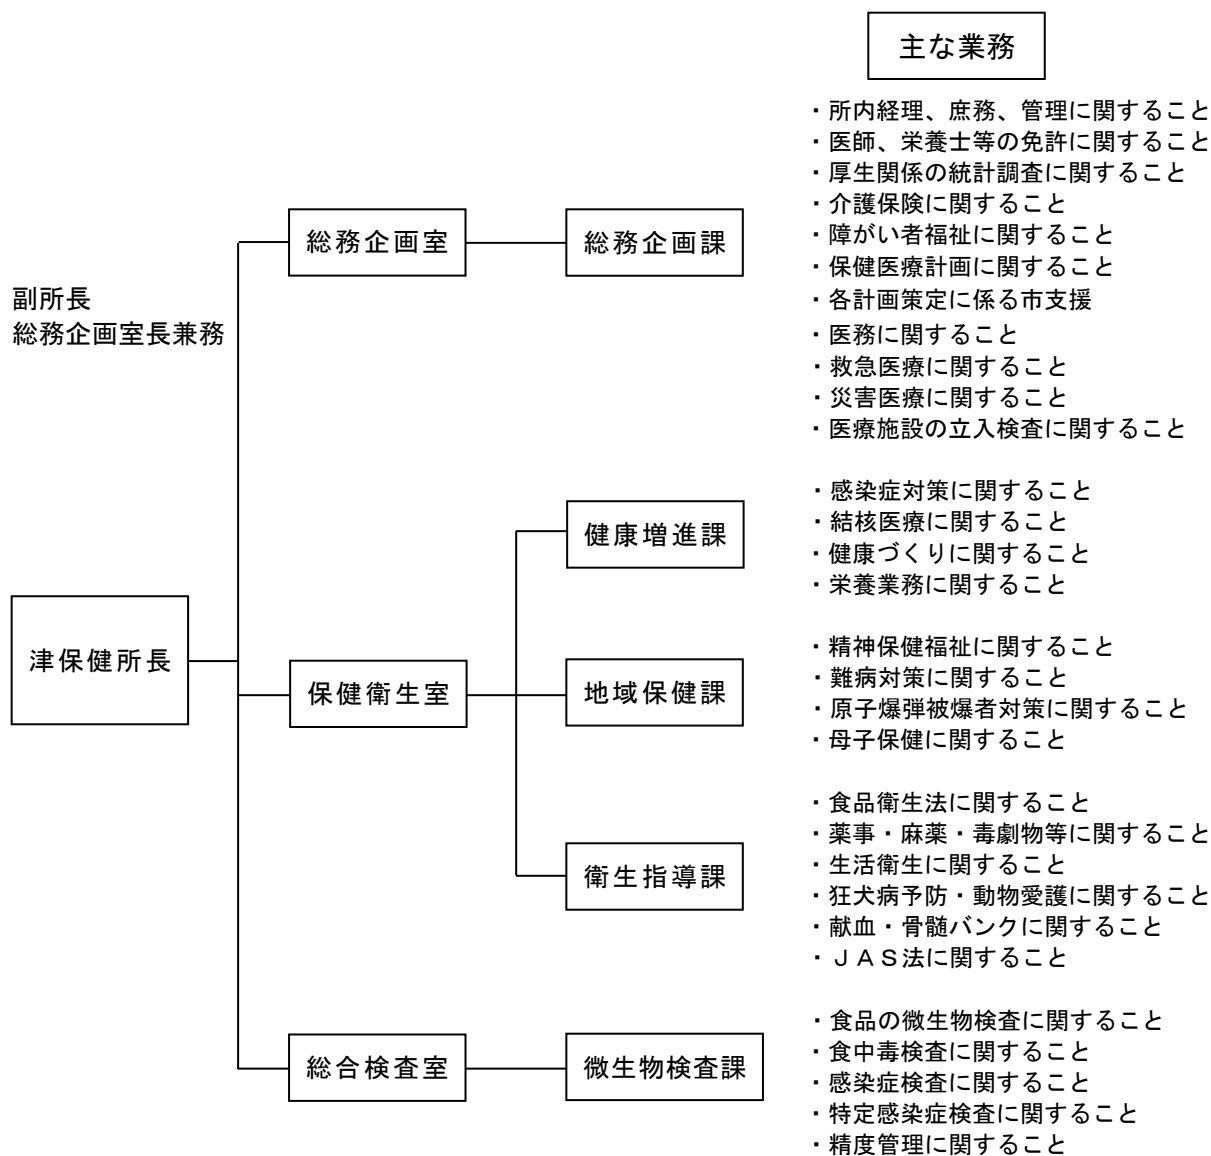 主な業務
・所内経理、庶務、管理に関すること
・医師、栄養士等の免許に関すること
・厚生関係の統計調査に関すること
・介護保険に関すること
総務企画室
総務企画課
・障がい者福祉に関すること
・保健医療計画に関すること
副所長
・各計画策定に係る市支援
総務企画室長兼務
・医務に関すること
・救急医療に関すること
・災害医療に関すること
・医療施設の立入検査に関すること
・感染症対策に関すること
健康増進課
・結核医療に関すること
・健康づくりに関すること
・栄養業務に関すること
津保健所長
・精神保健福祉に関すること
・難病対策に関すること
保健衛生室
地域保健課
・原子爆弾被爆者対策に関すること
・母子保健に関すること
・食品衛生法に関すること
・薬事・麻薬・毒劇物等に関すること
・生活衛生に関すること
衛生指導課
・狂犬病予防・動物愛護に関すること
・献血・骨髄バンクに関すること
・ＪＡＳ法に関すること
・食品の微生物検査に関すること
・食中毒検査に関すること
総合検査室
微生物検査課
・感染症検査に関すること
・特定感染症検査に関すること
・精度管理に関すること